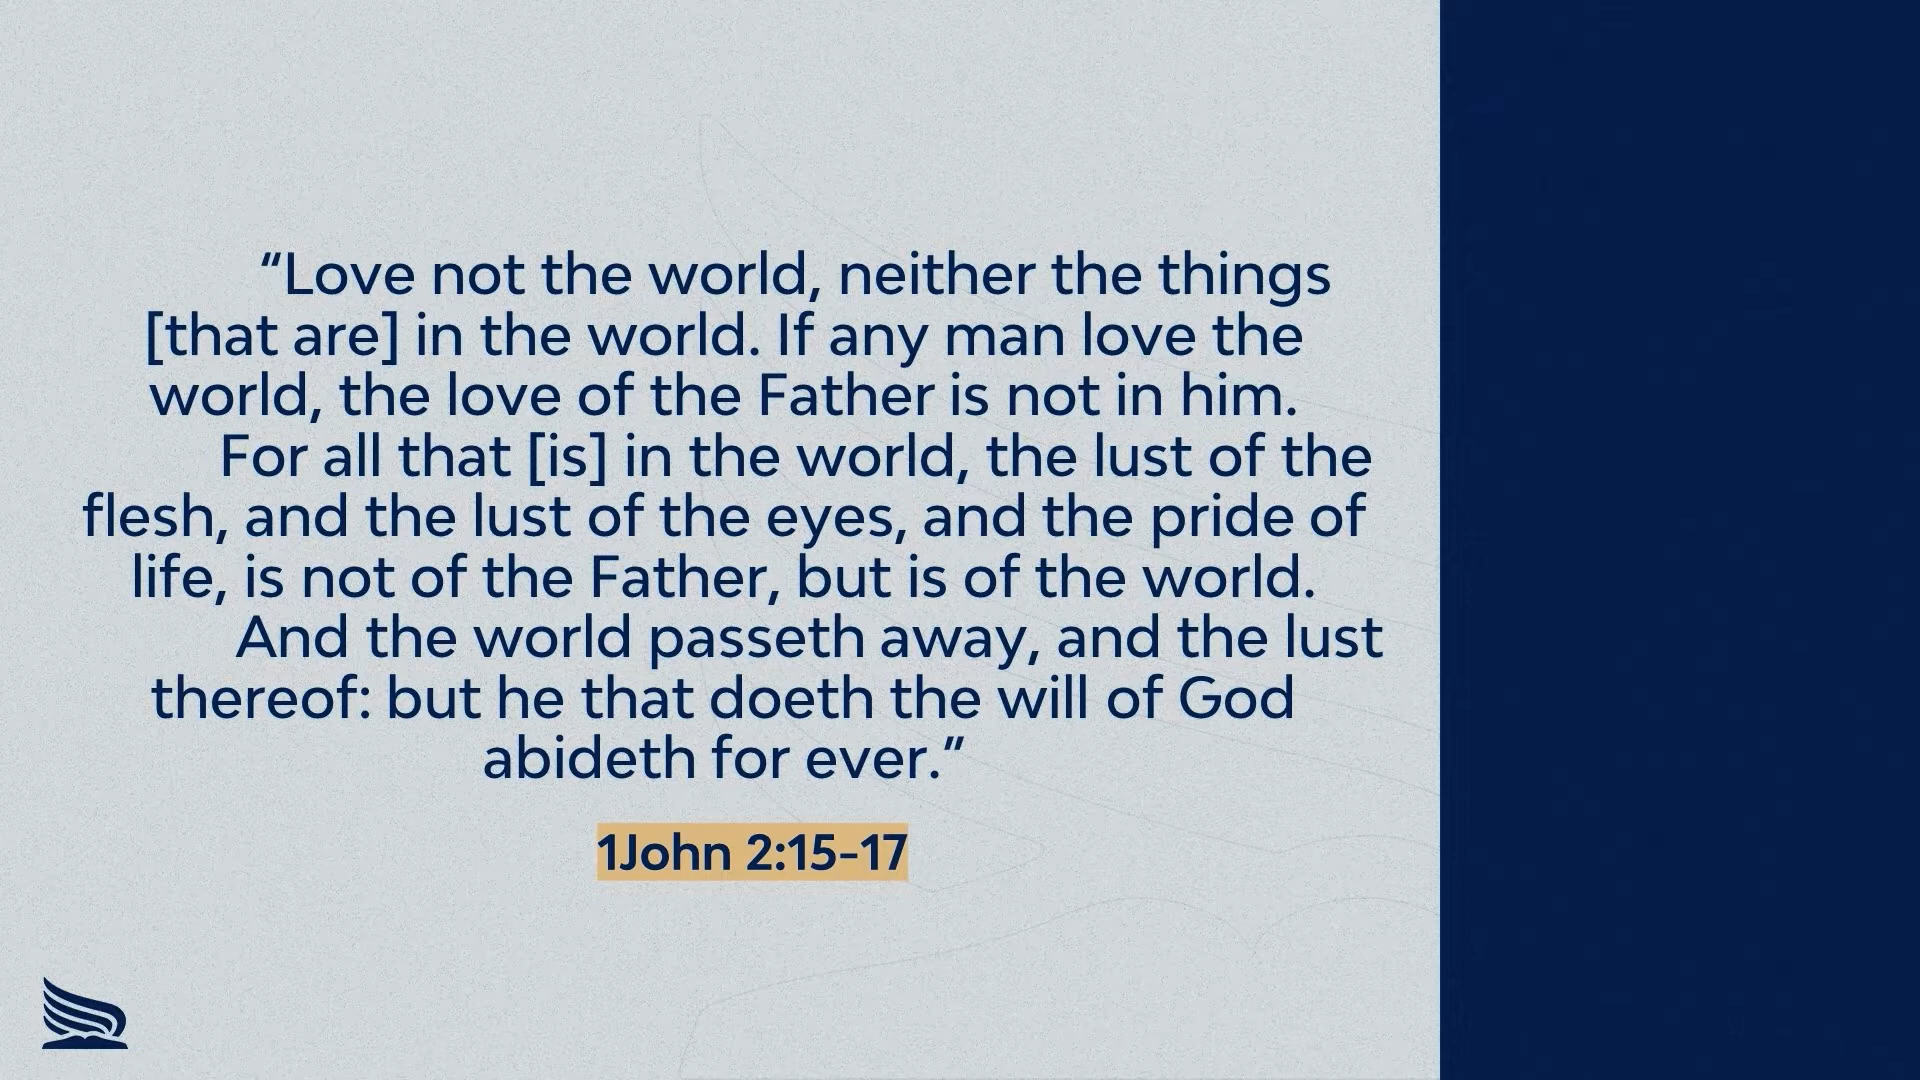 “Love not the world, neither the things
[that are] in the world. If any man love the
world, the love of the Father is not in him.
For all that [is] in the world, the lust of the
flesh, and the lust of the eyes, and the pride of
life, is not of the Father, but is of the world.
And the world passeth away, and the lust
thereof: but he that doeth the will of God
abideth for ever.”
1John 2:15-17